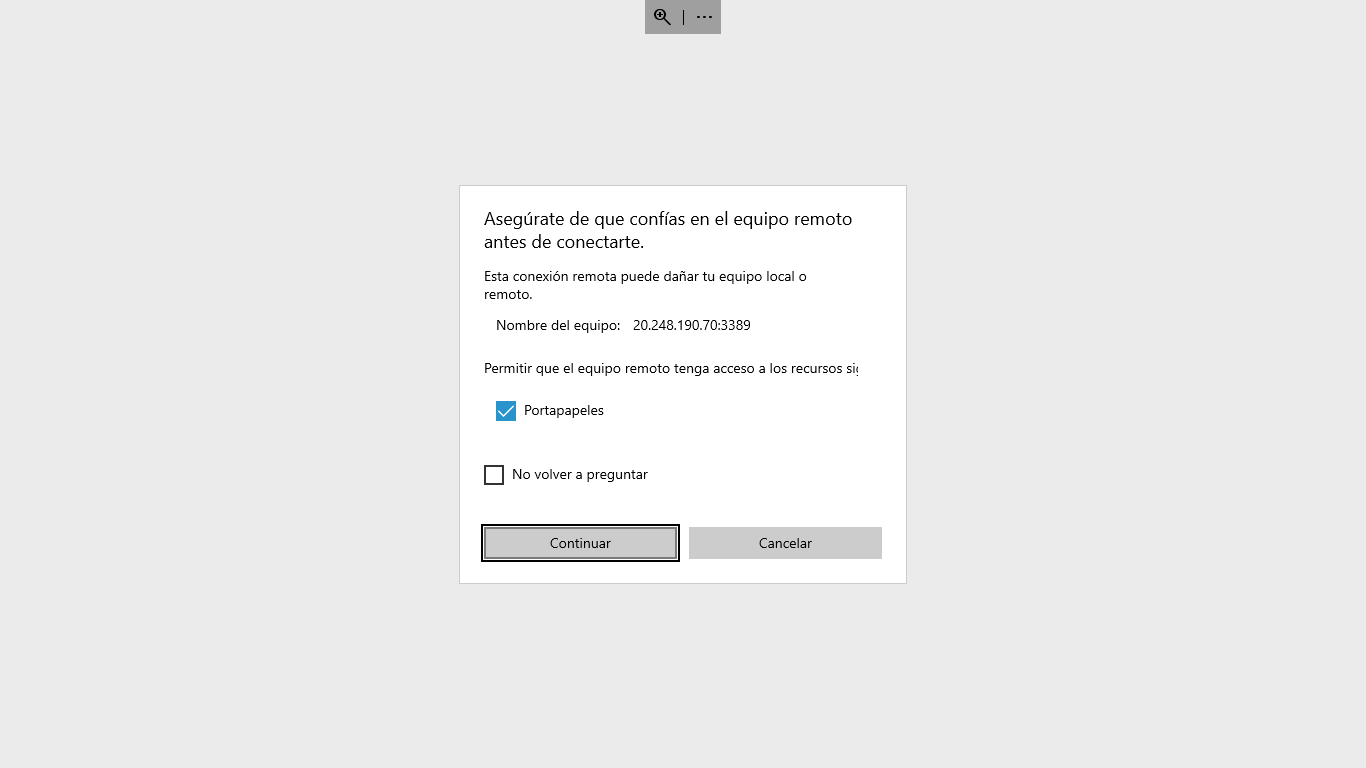 Asegúrate de que confías en el equipo remoto
antes de conectarte.
Esta conexión remota puede dañar tu equipo local o
remoto.
Nombre del equipo: 20.248.190.70:3389
Permitir que el equipo remoto tenga acceso a los recursos
Portapapeles
No volver a preguntar
Continuar Cancelar